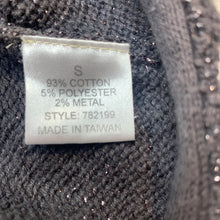 S
93% COTTON
5% POLYESTER
2% METAL
STYLE: 782199
MADE IN TAIWAN